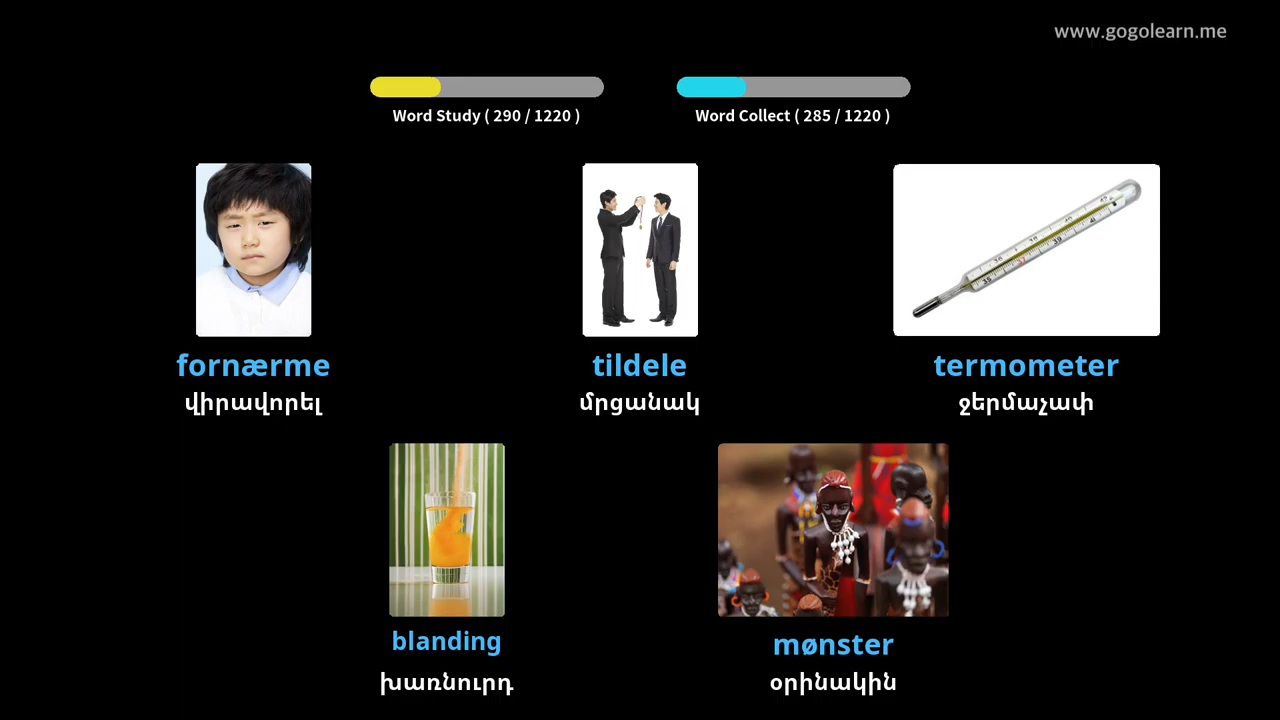 www.gogolearn.me
Word Study ( 290 / 1220 )
Word Collect ( 285 / 1220 )
fornærme
վիրավորել
tildele
մրցանակ
termometer
ջերմաչափ
blanding
խառնուրդ
mønster
օրինակին